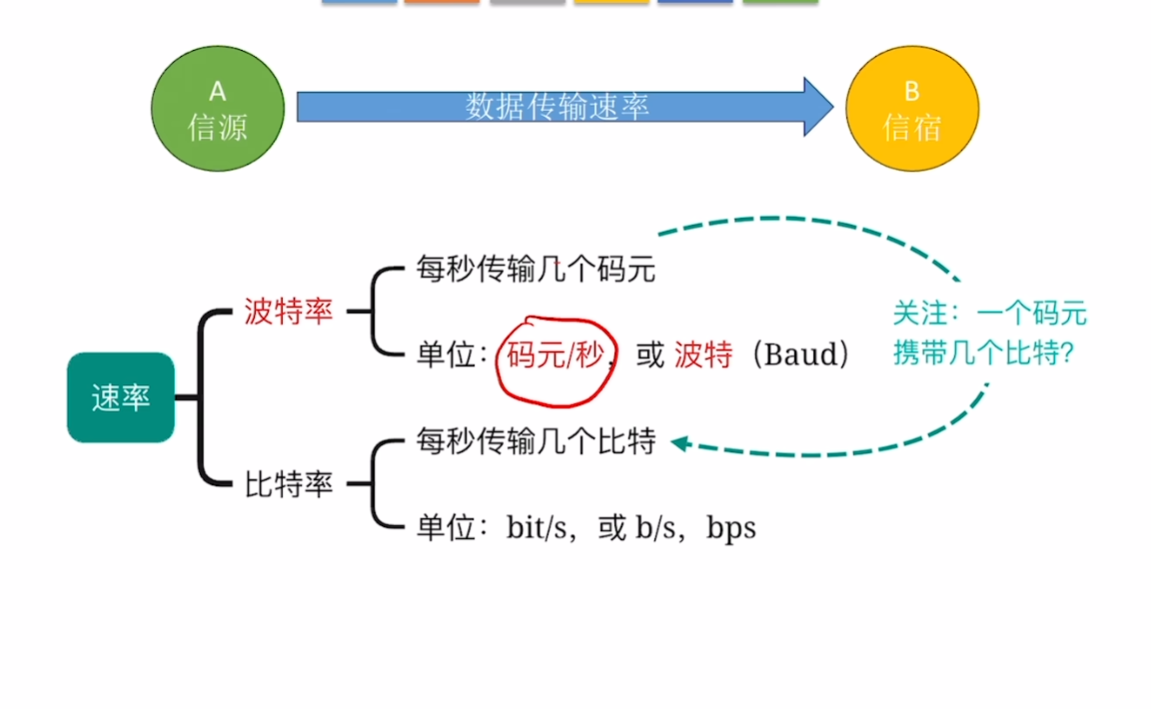 A
信源
数据传输速率
B
信宿
每秒传输几个码元
波特率
单位：码元/秒，或 波特（Baud）
关注：一个码元
携带几个比特?
速率
每秒传输几个比特
比特率
单位：bit/s，或 b/s，bps